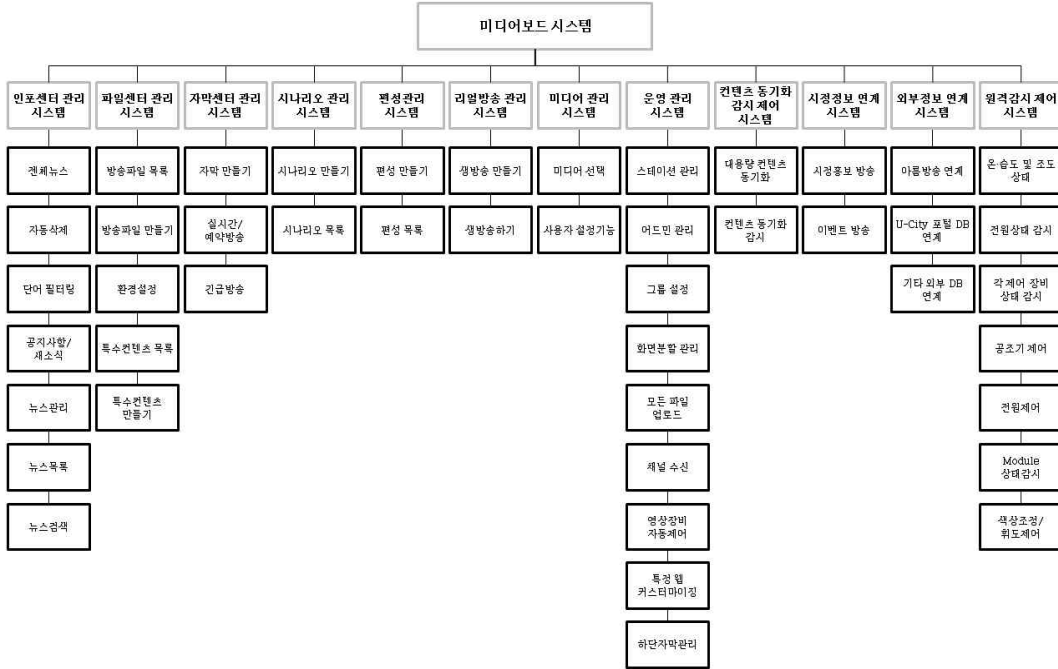 미디어보드 시스템
인포센터 관리
시스템
파일센터 관리
시스템
자막센터 관리
시스템
시나리오 관리
시스템
편성관리
시스템
리얼방송 관리
시스템
미디어 관리
시스템
운영 관리
시스템
컨텐츠 동기화
감시 제어
시스템
시정정보 연계
시스템
외부정보 연계
시스템
원격감시 제어
시스템
젠체뉴스
방송파일 목록
자막 만들기
시나리오 만들기
편성 만들기
생방송 만들기
미디어 선택
스테이션 관리
대용량 컨텐츠
동기화
시정홍보 방송
아름방송 연계
온·습도 및 조도
상태
자동삭제
방송파일 만들기
실시간/
예약방송
시나리오 목록
편성 목록
생방송하기
사용자 설정기능
어드민 관리
컨텐츠 동기화
감시
이벤트 방송
U-City 포털 DB
연계
전원상태 감시
단어 필터링
환경설정
긴급방송
그룹 설정
기타 외부 DB
연계
각 제어 장비
상태 감시
공지사항/
새소식
특수컨텐츠 목록
화면분할 관리
공조기 제어
뉴스관리
특수컨텐츠
만들기
모든 파일
업로드
전원제어
뉴스목록
채널 수신
Module
상태감시
뉴스검색
영상장비
자동제어
색상조정/
휘도제어
특정 웹
커스터마이징
하단자막관리